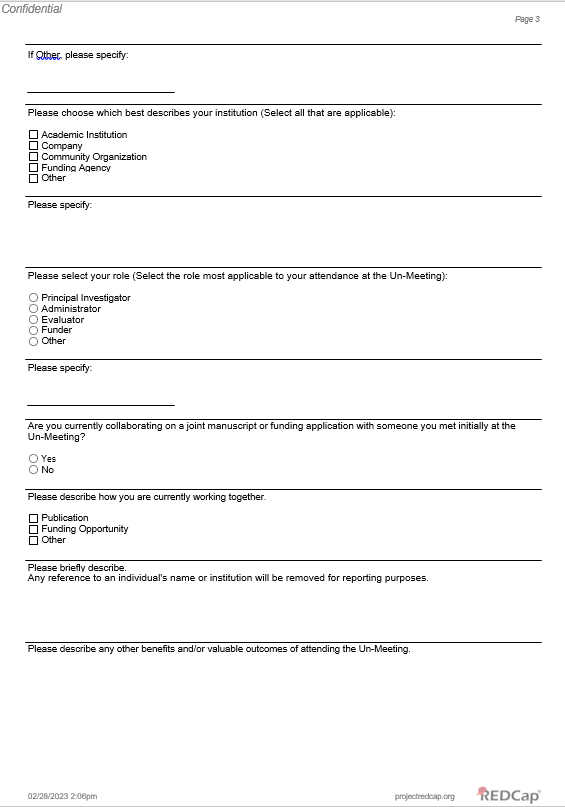 Confidential
Page 3
If Other, please specify:
Please choose which best describes your institution (Select all that are applicable):
Academic Institution
Company
Community Organization
Funding Agency
Other
Please specify:
Please select your role (Select the role most applicable to your attendance at the Un-Meeting):
Principal Investigator
Administrator
Evaluator
Funder
Other
Please specify:
Are you currently collaborating on a joint manuscript or funding application with someone you met initially at the
Un-Meeting?
Yes
No
Please describe how you are currently working together.
Publication
Funding Opportunity
Other
Please briefly describe.
Any reference to an individual's name or institution will be removed for reporting purposes.
Please describe any other benefits and/or valuable outcomes of attending the Un-Meeting.
02/28/2023 2:06pm
projectredcap.org
REDCap